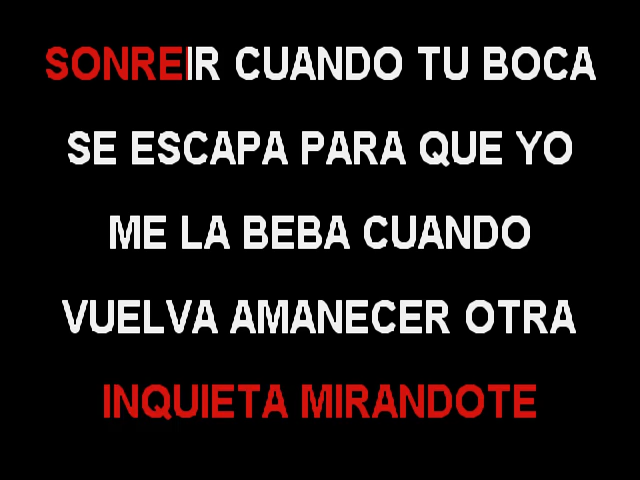 SONREIR CUANDO TU BOCA
SE ESCAPA PARA QUE YO
ME LA BEBA CUANDO
VUELVA AMANECER OTRA
INQUIETA MIRANDOTE